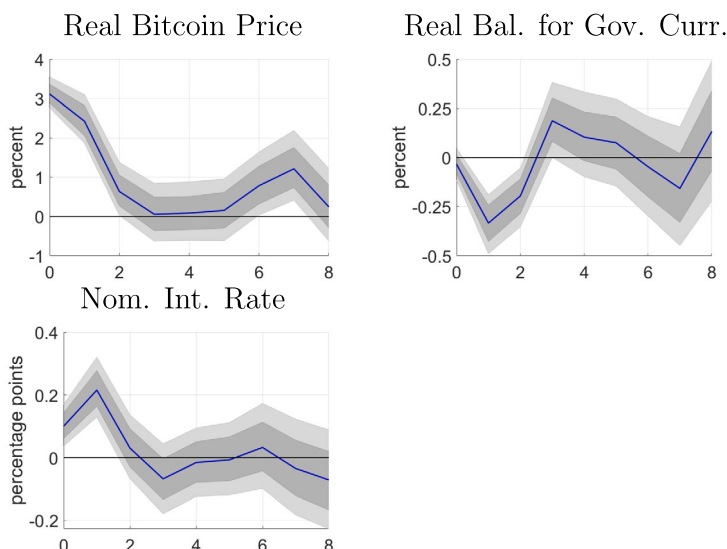 Real Bitcoin Price
percent
4
3
2
1
0
-1
0 2 4 6 8
Real Bal. for Gov. Curr.
percent
0.5
0.25
0
-0.25
-0.5
0 2 4 6 8
Nom. Int. Rate
percentage points
0.4
0.2
0
-0.2
0 2 4 6 8